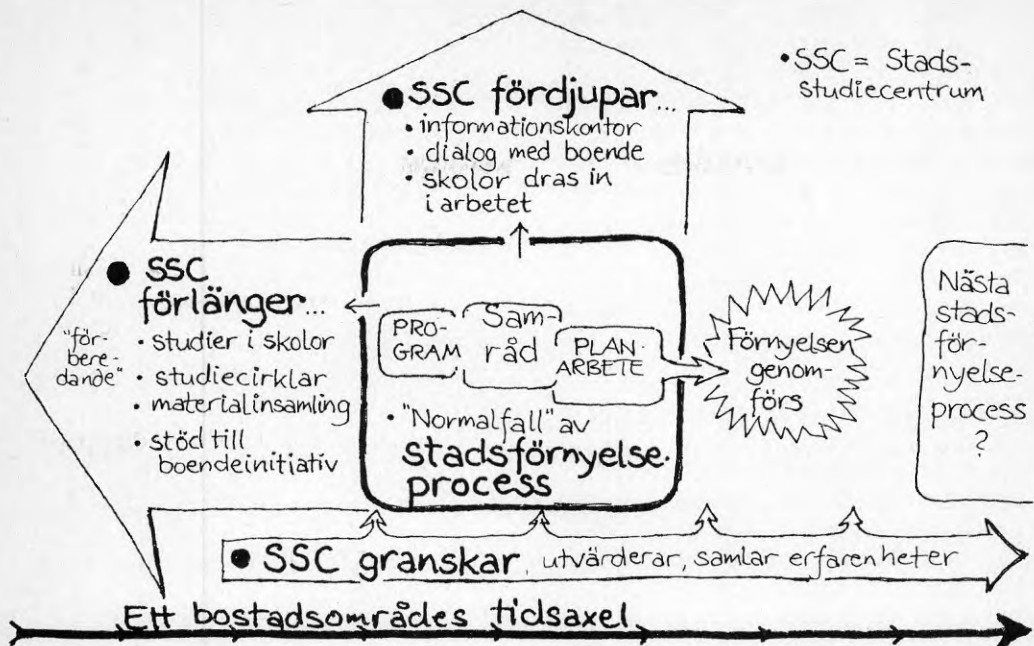 • SSC = Stads-
studiecentrum
● SSC fördjupar...
• informationskontor
• dialog med boende
• skolor dras in
i arbetet
● SSC
förlänger...
"för-
bere-
dande"
• studier i skolor
• studiecirklar
• materialinsamling
• stöd till
boendeinitiativ
PRO-
GRAM
Sam-
råd
PLAN-
ARBETE
• "Normalfall" av
stadsförnyelse-
process
Förnyelsen
genom-
förs
Nästa
stads-
för-
nyelse-
process
?
● SSC granskar, utvärderar, samlar erfarenheter
Ett bostadsområdes tidsaxel